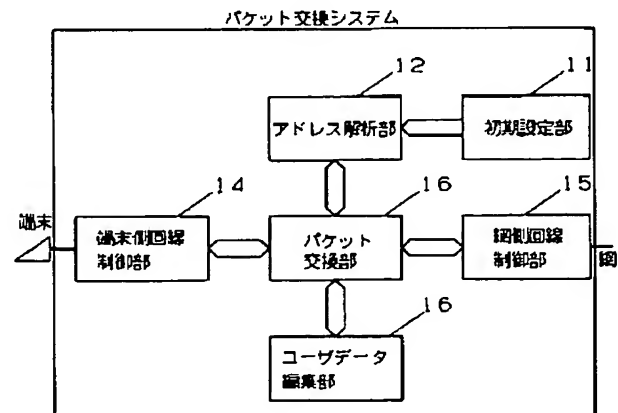 パケット交換システム
12
11
アドレス解析部
初期設定部
14
16
15
端末
端末側回線
制御部
パケット
交換部
網側回線
制御部
網
16
ユーザデータ
編集部